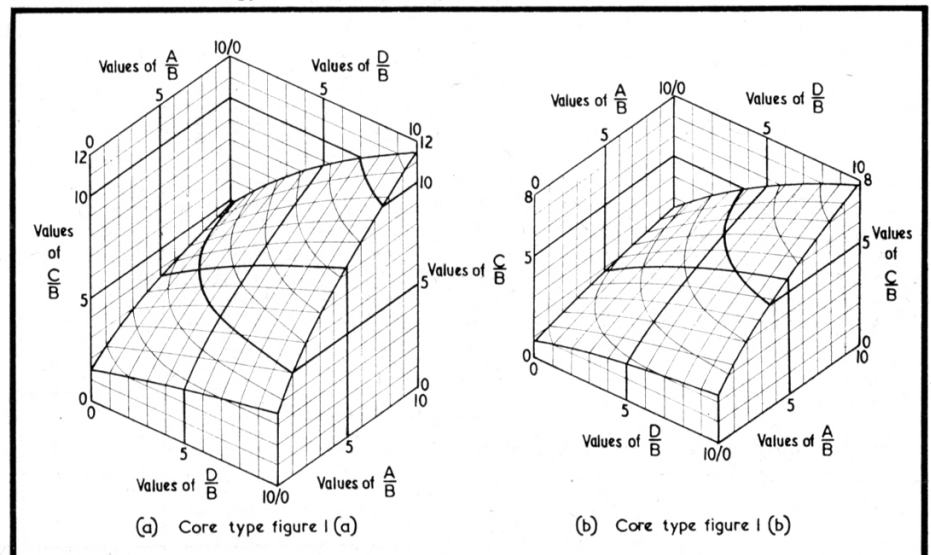 10/0
Values of A/B
Values of D/B
5
5
0
12
10
12
10
10
Values
of
C/B
5
Values of C/B
5
0
0
0
10
5
5
Values of D/B
10/0
Values of A/B
(a) Core type figure 1 (a)
10/0
Values of A/B
Values of D/B
5
5
0
8
10
8
5
5
Values
of
C/B
0
0
0
10
5
5
Values of D/B
10/0
Values of A/B
(b) Core type figure 1 (b)